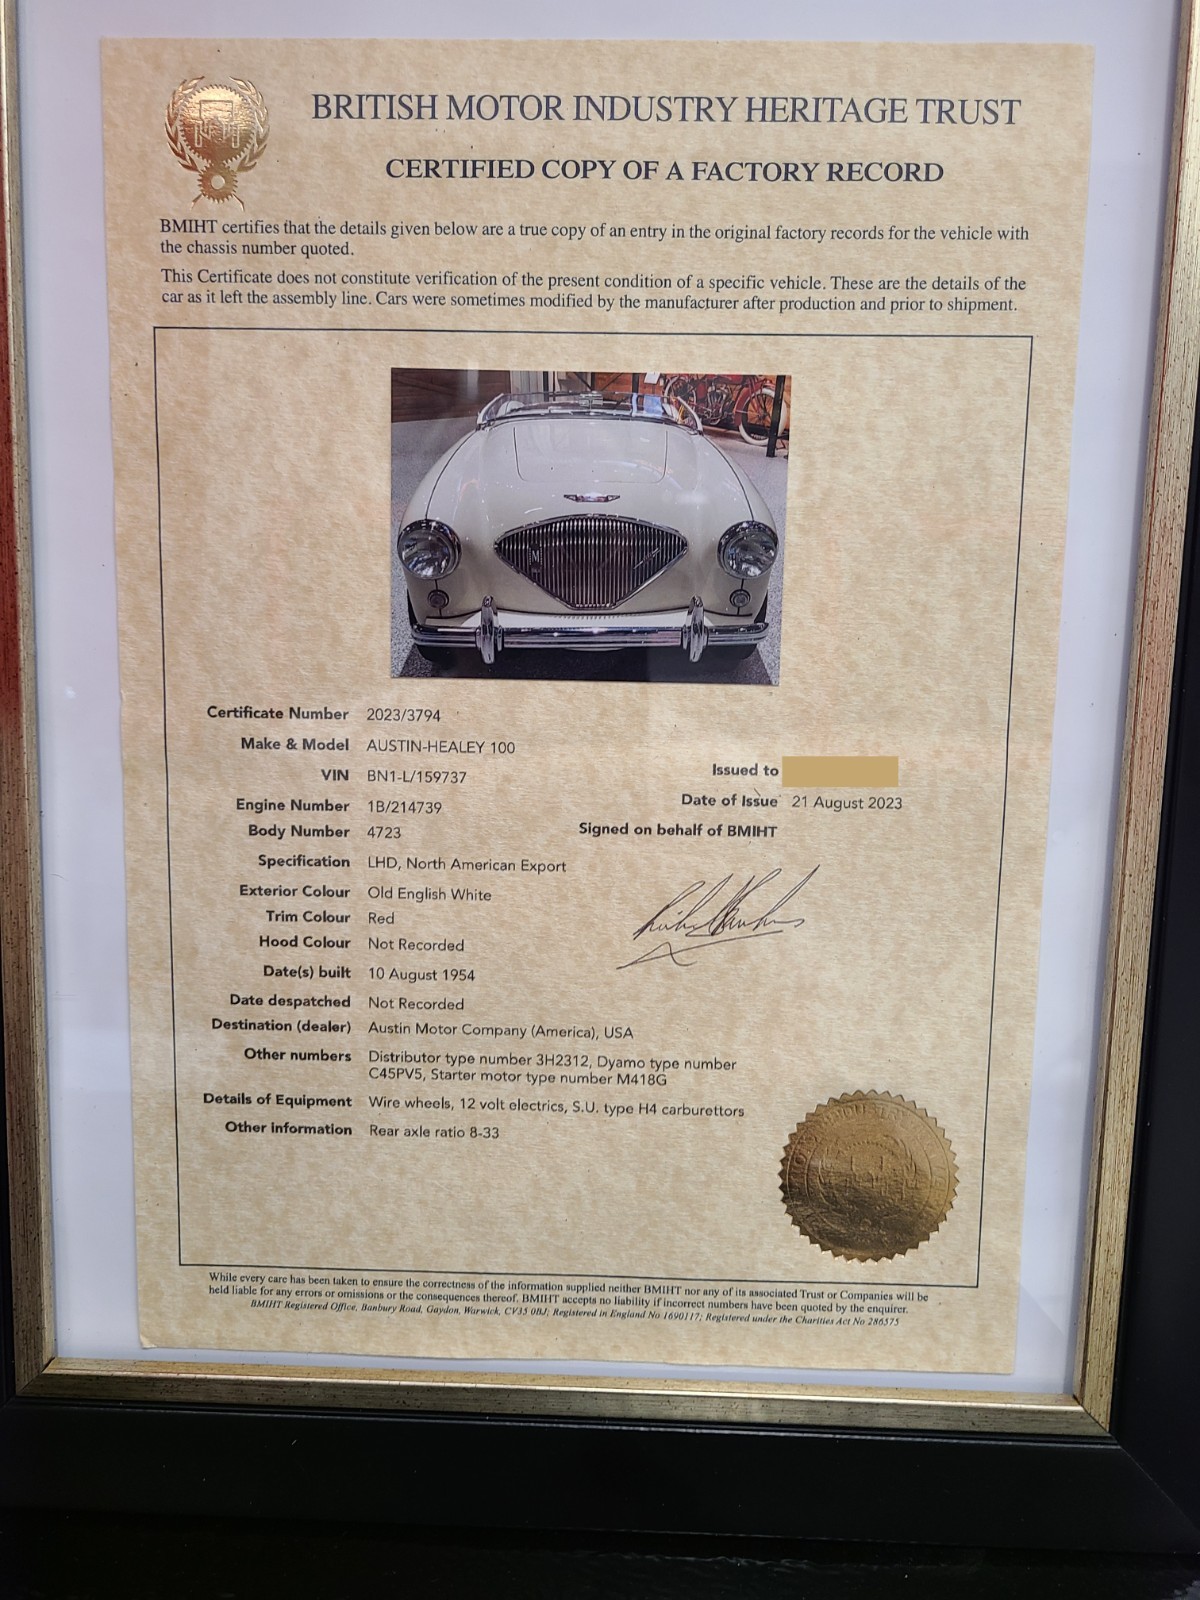 BRITISH MOTOR INDUSTRY HERITAGE TRUST
CERTIFIED COPY OF A FACTORY RECORD
BMIHT certifies that the details given below are a true copy of an entry in the original factory records for the vehicle with
the chassis number quoted.
This Certificate does not constitute verification of the present condition of a specific vehicle. These are the details of the
car as it left the assembly line. Cars were sometimes modified by the manufacturer after production and prior to shipment.
Certificate Number 2023/3794
Make & Model AUSTIN-HEALEY 100
VIN BN1-L/159737
Issued to
Engine Number 1B/214739
Date of Issue 21 August 2023
Body Number 4723
Signed on behalf of BMIHT
Specification LHD, North American Export
Exterior Colour Old English White
Trim Colour Red
Hood Colour Not Recorded
Date(s) built 10 August 1954
Date despatched Not Recorded
Destination (dealer) Austin Motor Company (America), USA
Other numbers Distributor type number 3H2312, Dyamo type number
C45PV5, Starter motor type number M418G
Details of Equipment Wire wheels, 12 volt electrics, S.U. type H4 carburettors
Other information Rear axle ratio 8-33
While every care has been taken to ensure the correctness of the information supplied neither BMIHT nor any of its associated Trust or Companies will be
held liable for any errors or omissions or the consequences thereof. BMIHT accepts no liability if incorrect numbers have been quoted by the enquirer.
BMIHT Registered Office, Banbury Road, Gaydon, Warwick, CV35 0BJ; Registered in England No 1690117; Registered under the Charities Act No 286575